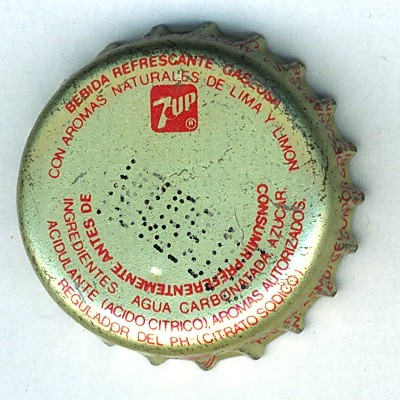 BEBIDA REFRESCANTE GASEOSA
CON AROMAS NATURALES DE LIMA Y LIMON
7UP
®
CONSUMIR PREFERENTEMENTE ANTES DE
INGREDIENTES: AGUA CARBONATADA, AZUCAR,
ACIDULANTE (ACIDO CITRICO), AROMAS AUTORIZADOS,
REGULADOR DEL PH (CITRATO SODICO)